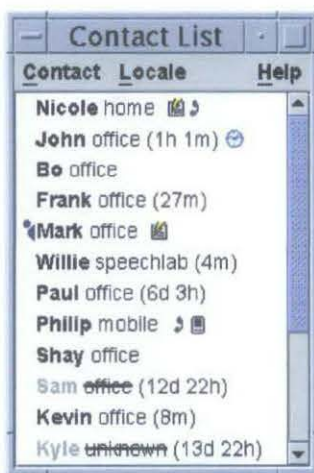 Contact List
Contact Locale Help
Nicole home
John office (1h 1m)
Bo office
Frank office (27m)
Mark office
Willie speechlab (4m)
Paul office (6d 3h)
Philip mobile
Shay office
Sam office (12d 22h)
Kevin office (8m)
Kyle unknown (13d 22h)